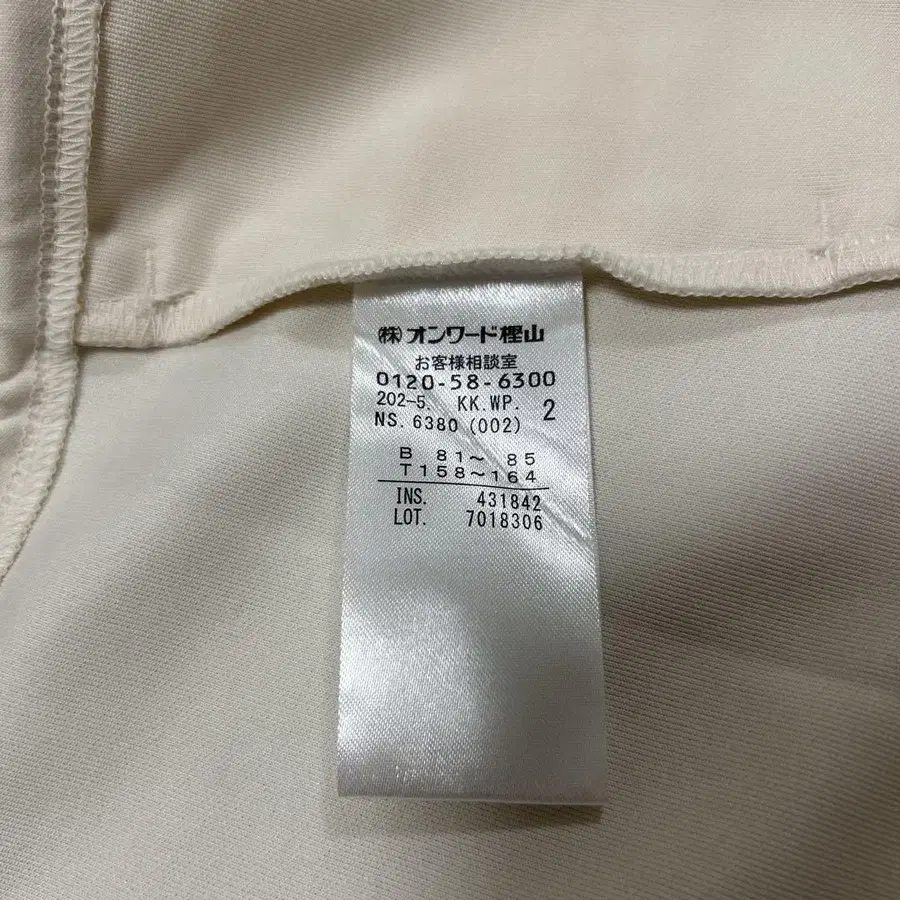 ㈱オンワード樫山
お客様相談室
0120-58-6300
202-5. KK.WP. 2
NS. 6380 (002)
B 81～ 85
T158～164
INS. 431842
LOT. 7018306